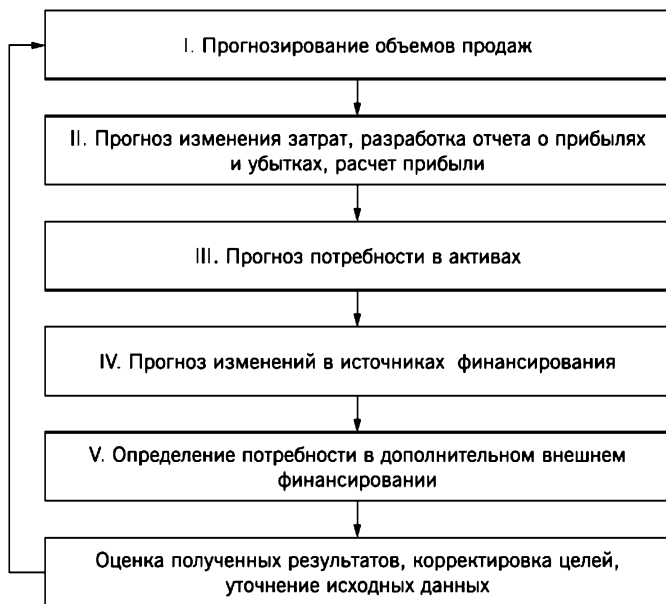 I. Прогнозирование объемов продаж
II. Прогноз изменения затрат, разработка отчета о прибылях
и убытках, расчет прибыли
III. Прогноз потребности в активах
IV. Прогноз изменений в источниках финансирования
V. Определение потребности в дополнительном внешнем
финансировании
Оценка полученных результатов, корректировка целей,
уточнение исходных данных